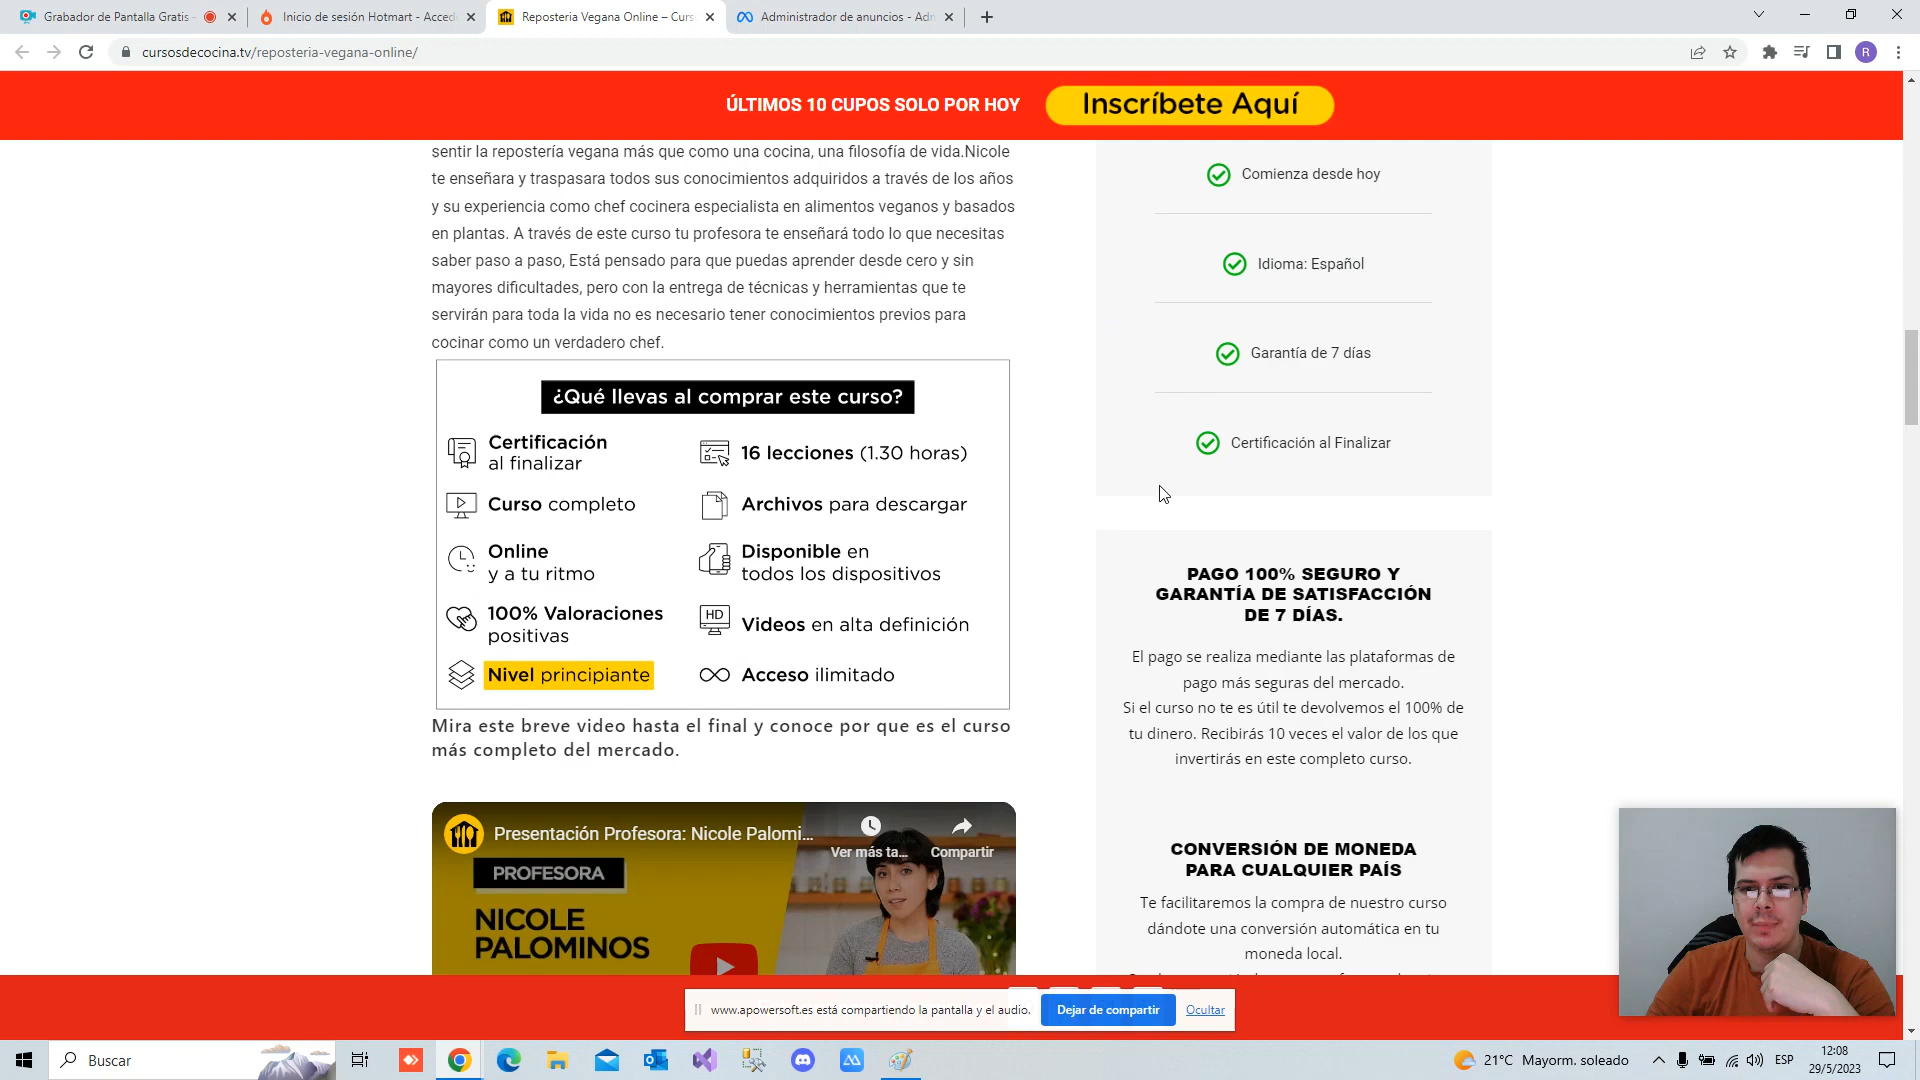 Grabador de Pantalla Gratis -
Inicio de sesión Hotmart - Acced
Reposteria Vegana Online – Curs
Administrador de anuncios - Adm
cursosdecocina.tv/reposteria-vegana-online/
R
ÚLTIMOS 10 CUPOS SOLO POR HOY
Inscríbete Aquí
sentir la repostería vegana más que como una cocina, una filosofía de vida.Nicole
te enseñara y traspasara todos sus conocimientos adquiridos a través de los años
y su experiencia como chef cocinera especialista en alimentos veganos y basados
en plantas. A través de este curso tu profesora te enseñará todo lo que necesitas
saber paso a paso, Está pensado para que puedas aprender desde cero y sin
mayores dificultades, pero con la entrega de técnicas y herramientas que te
servirán para toda la vida no es necesario tener conocimientos previos para
cocinar como un verdadero chef.
¿Qué llevas al comprar este curso?
Certificación
al finalizar
16 lecciones (1.30 horas)
Curso completo
Archivos para descargar
Online
y a tu ritmo
Disponible en
todos los dispositivos
100% Valoraciones
positivas
HD
Videos en alta definición
Nivel principiante
Acceso ilimitado
Mira este breve video hasta el final y conoce por que es el curso
más completo del mercado.
Presentación Profesora: Nicole Palomi...
Ver más ta...
Compartir
PROFESORA
NICOLE
PALOMINOS
Comienza desde hoy
Idioma: Español
Garantía de 7 días
Certificación al Finalizar
PAGO 100% SEGURO Y
GARANTÍA DE SATISFACCIÓN
DE 7 DÍAS.
El pago se realiza mediante las plataformas de
pago más seguras del mercado.
Si el curso no te es útil te devolvemos el 100% de
tu dinero. Recibirás 10 veces el valor de los que
invertirás en este completo curso.
CONVERSIÓN DE MONEDA
PARA CUALQUIER PAÍS
Te facilitaremos la compra de nuestro curso
dándote una conversión automática en tu
moneda local.
www.apowersoft.es está compartiendo la pantalla y el audio.
Dejar de compartir
Ocultar
Buscar
21°C Mayorm. soleado
ESP
12:08
29/5/2023